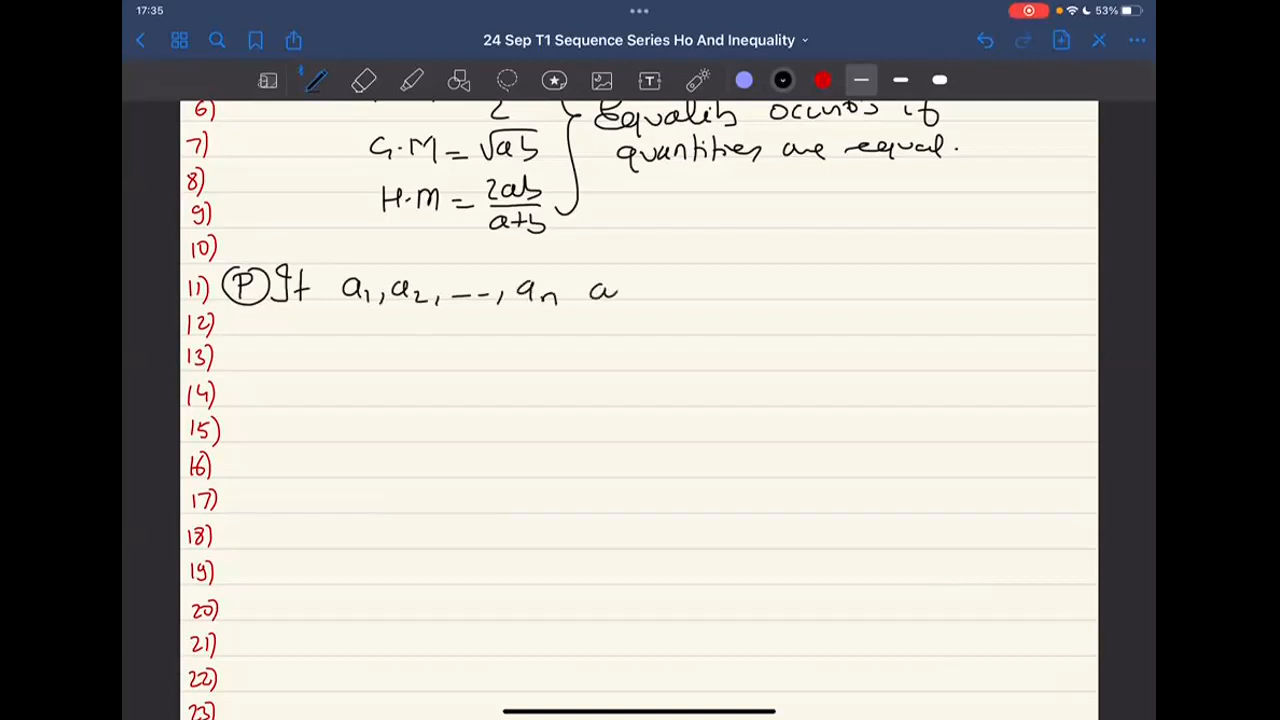 17:35
53%
24 Sep T1 Sequence Series Ho And Inequality
6) 2 Equality occurs if
7) G.M = √ab quantities are equal.
8) H.M = 2ab
9) a+b
10)
11) (P) If a1, a2, ---, an a
12)
13)
14)
15)
16)
17)
18)
19)
20)
21)
22)
23)